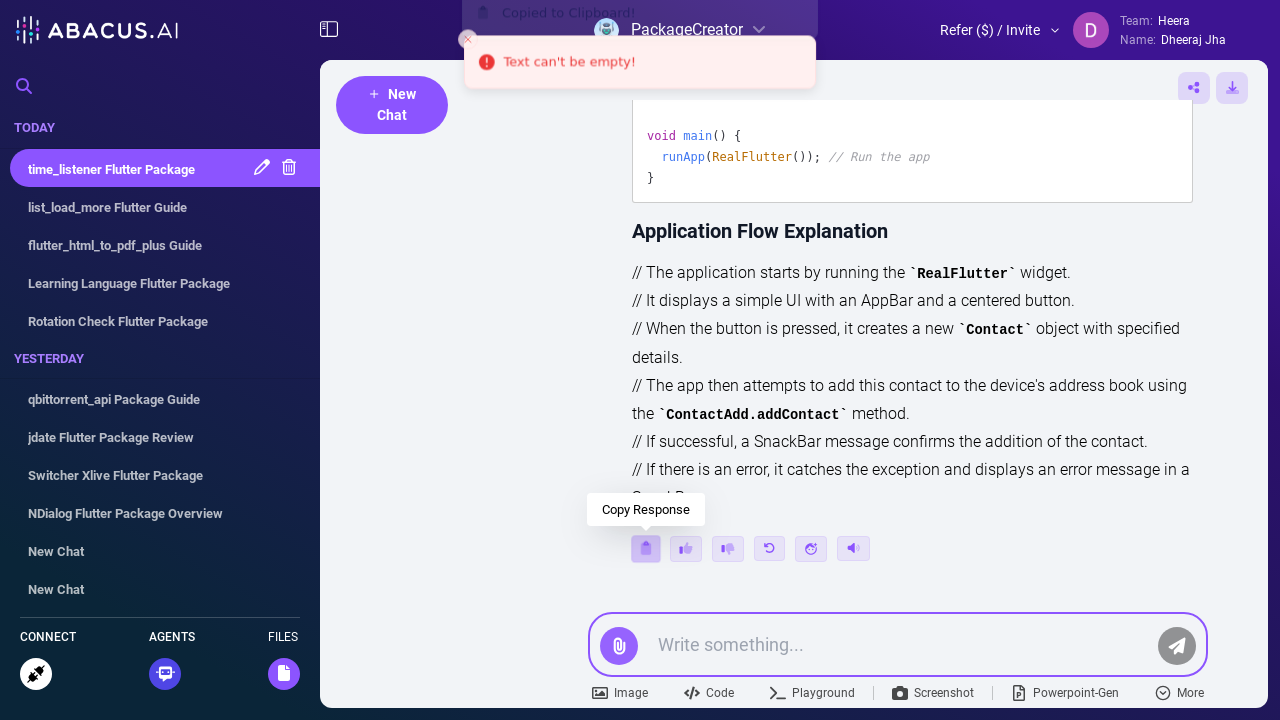 ABACUS.AI
Copied to Clipboard!
PackageCreator
Refer ($) / Invite
D
Team: Heera
Name: Dheeraj Jha
Text can't be empty!
+ New
Chat
TODAY
time_listener Flutter Package
list_load_more Flutter Guide
flutter_html_to_pdf_plus Guide
Learning Language Flutter Package
Rotation Check Flutter Package
YESTERDAY
qbittorrent_api Package Guide
jdate Flutter Package Review
Switcher Xlive Flutter Package
NDialog Flutter Package Overview
New Chat
New Chat
CONNECT
AGENTS
FILES
void main() {
runApp(RealFlutter()); // Run the app
}
Application Flow Explanation
// The application starts by running the `RealFlutter` widget.
// It displays a simple UI with an AppBar and a centered button.
// When the button is pressed, it creates a new `Contact` object with specified
details.
// The app then attempts to add this contact to the device's address book using
the `ContactAdd.addContact` method.
// If successful, a SnackBar message confirms the addition of the contact.
// If there is an error, it catches the exception and displays an error message in a
Copy Response
Write something...
Image
Code
Playground
Screenshot
Powerpoint-Gen
More